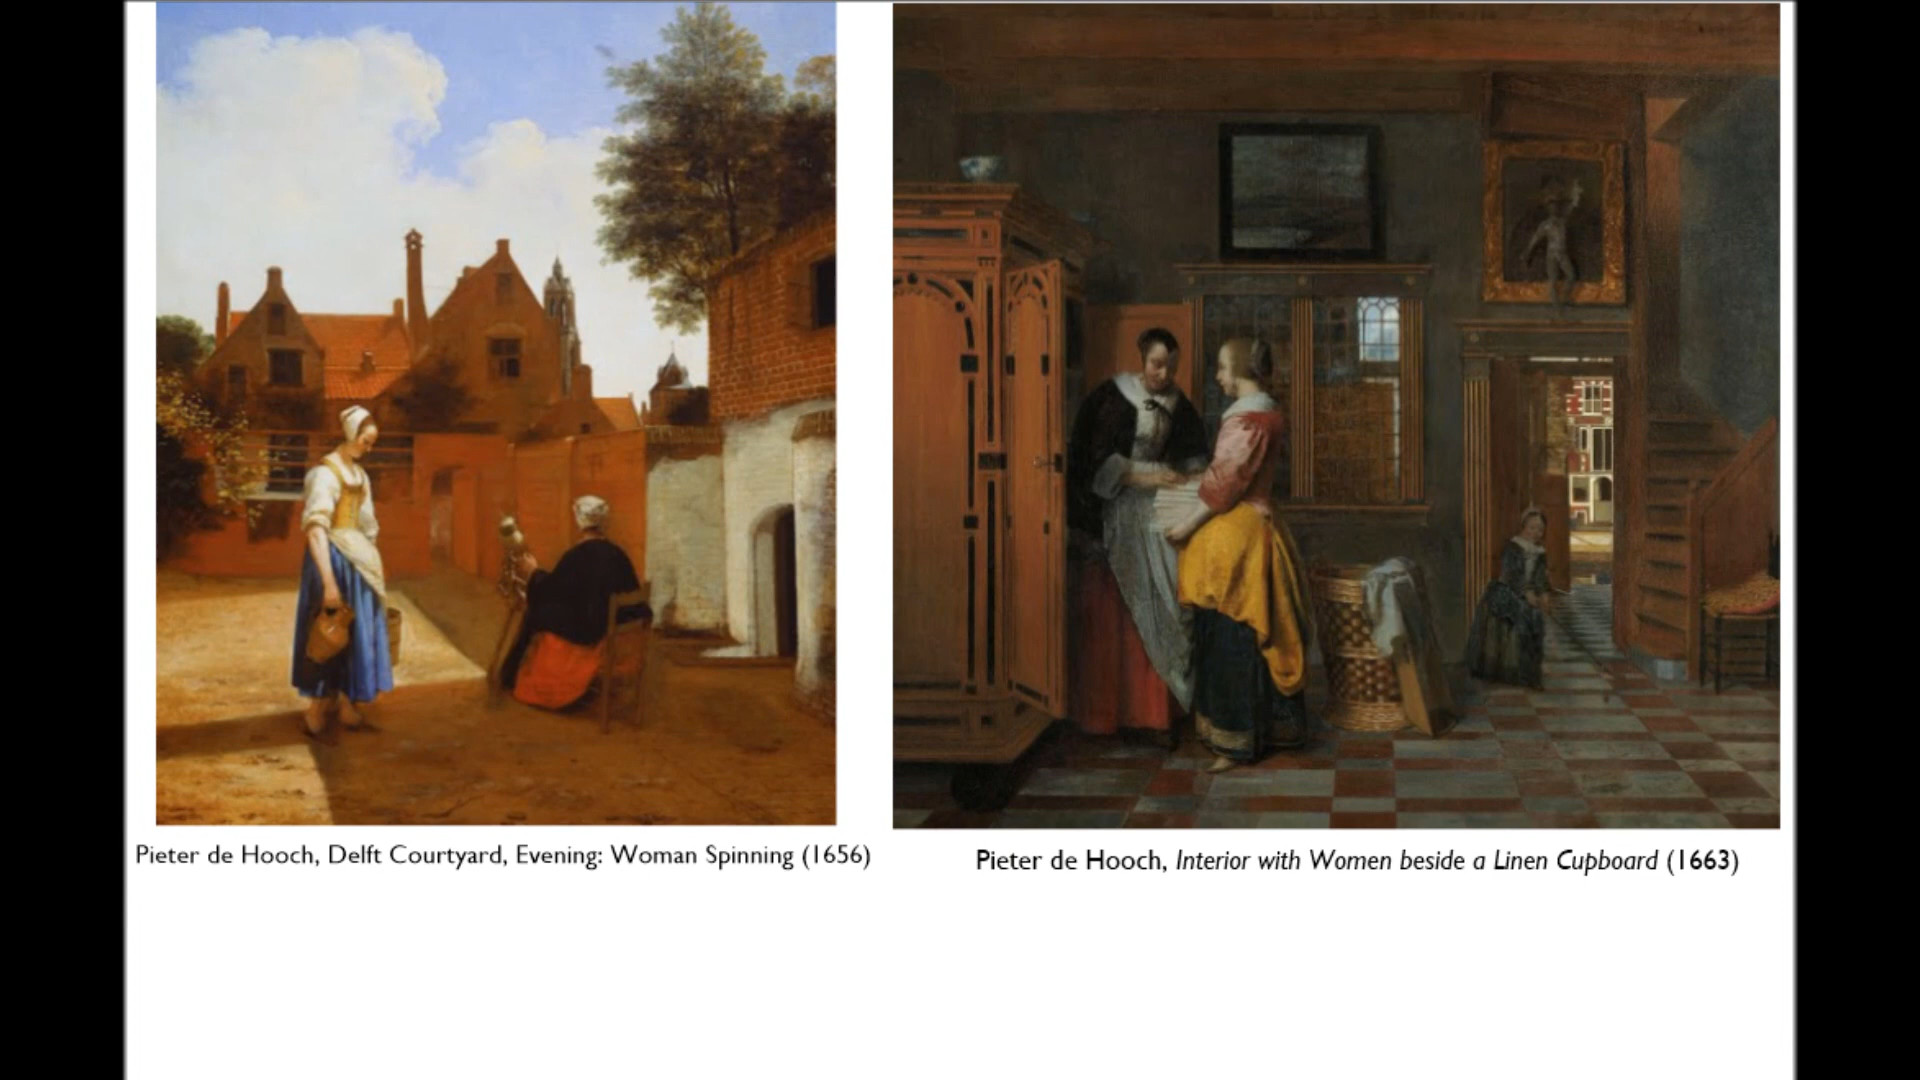 Pieter de Hooch, Delft Courtyard, Evening: Woman Spinning (1656)
Pieter de Hooch, Interior with Women beside a Linen Cupboard (1663)